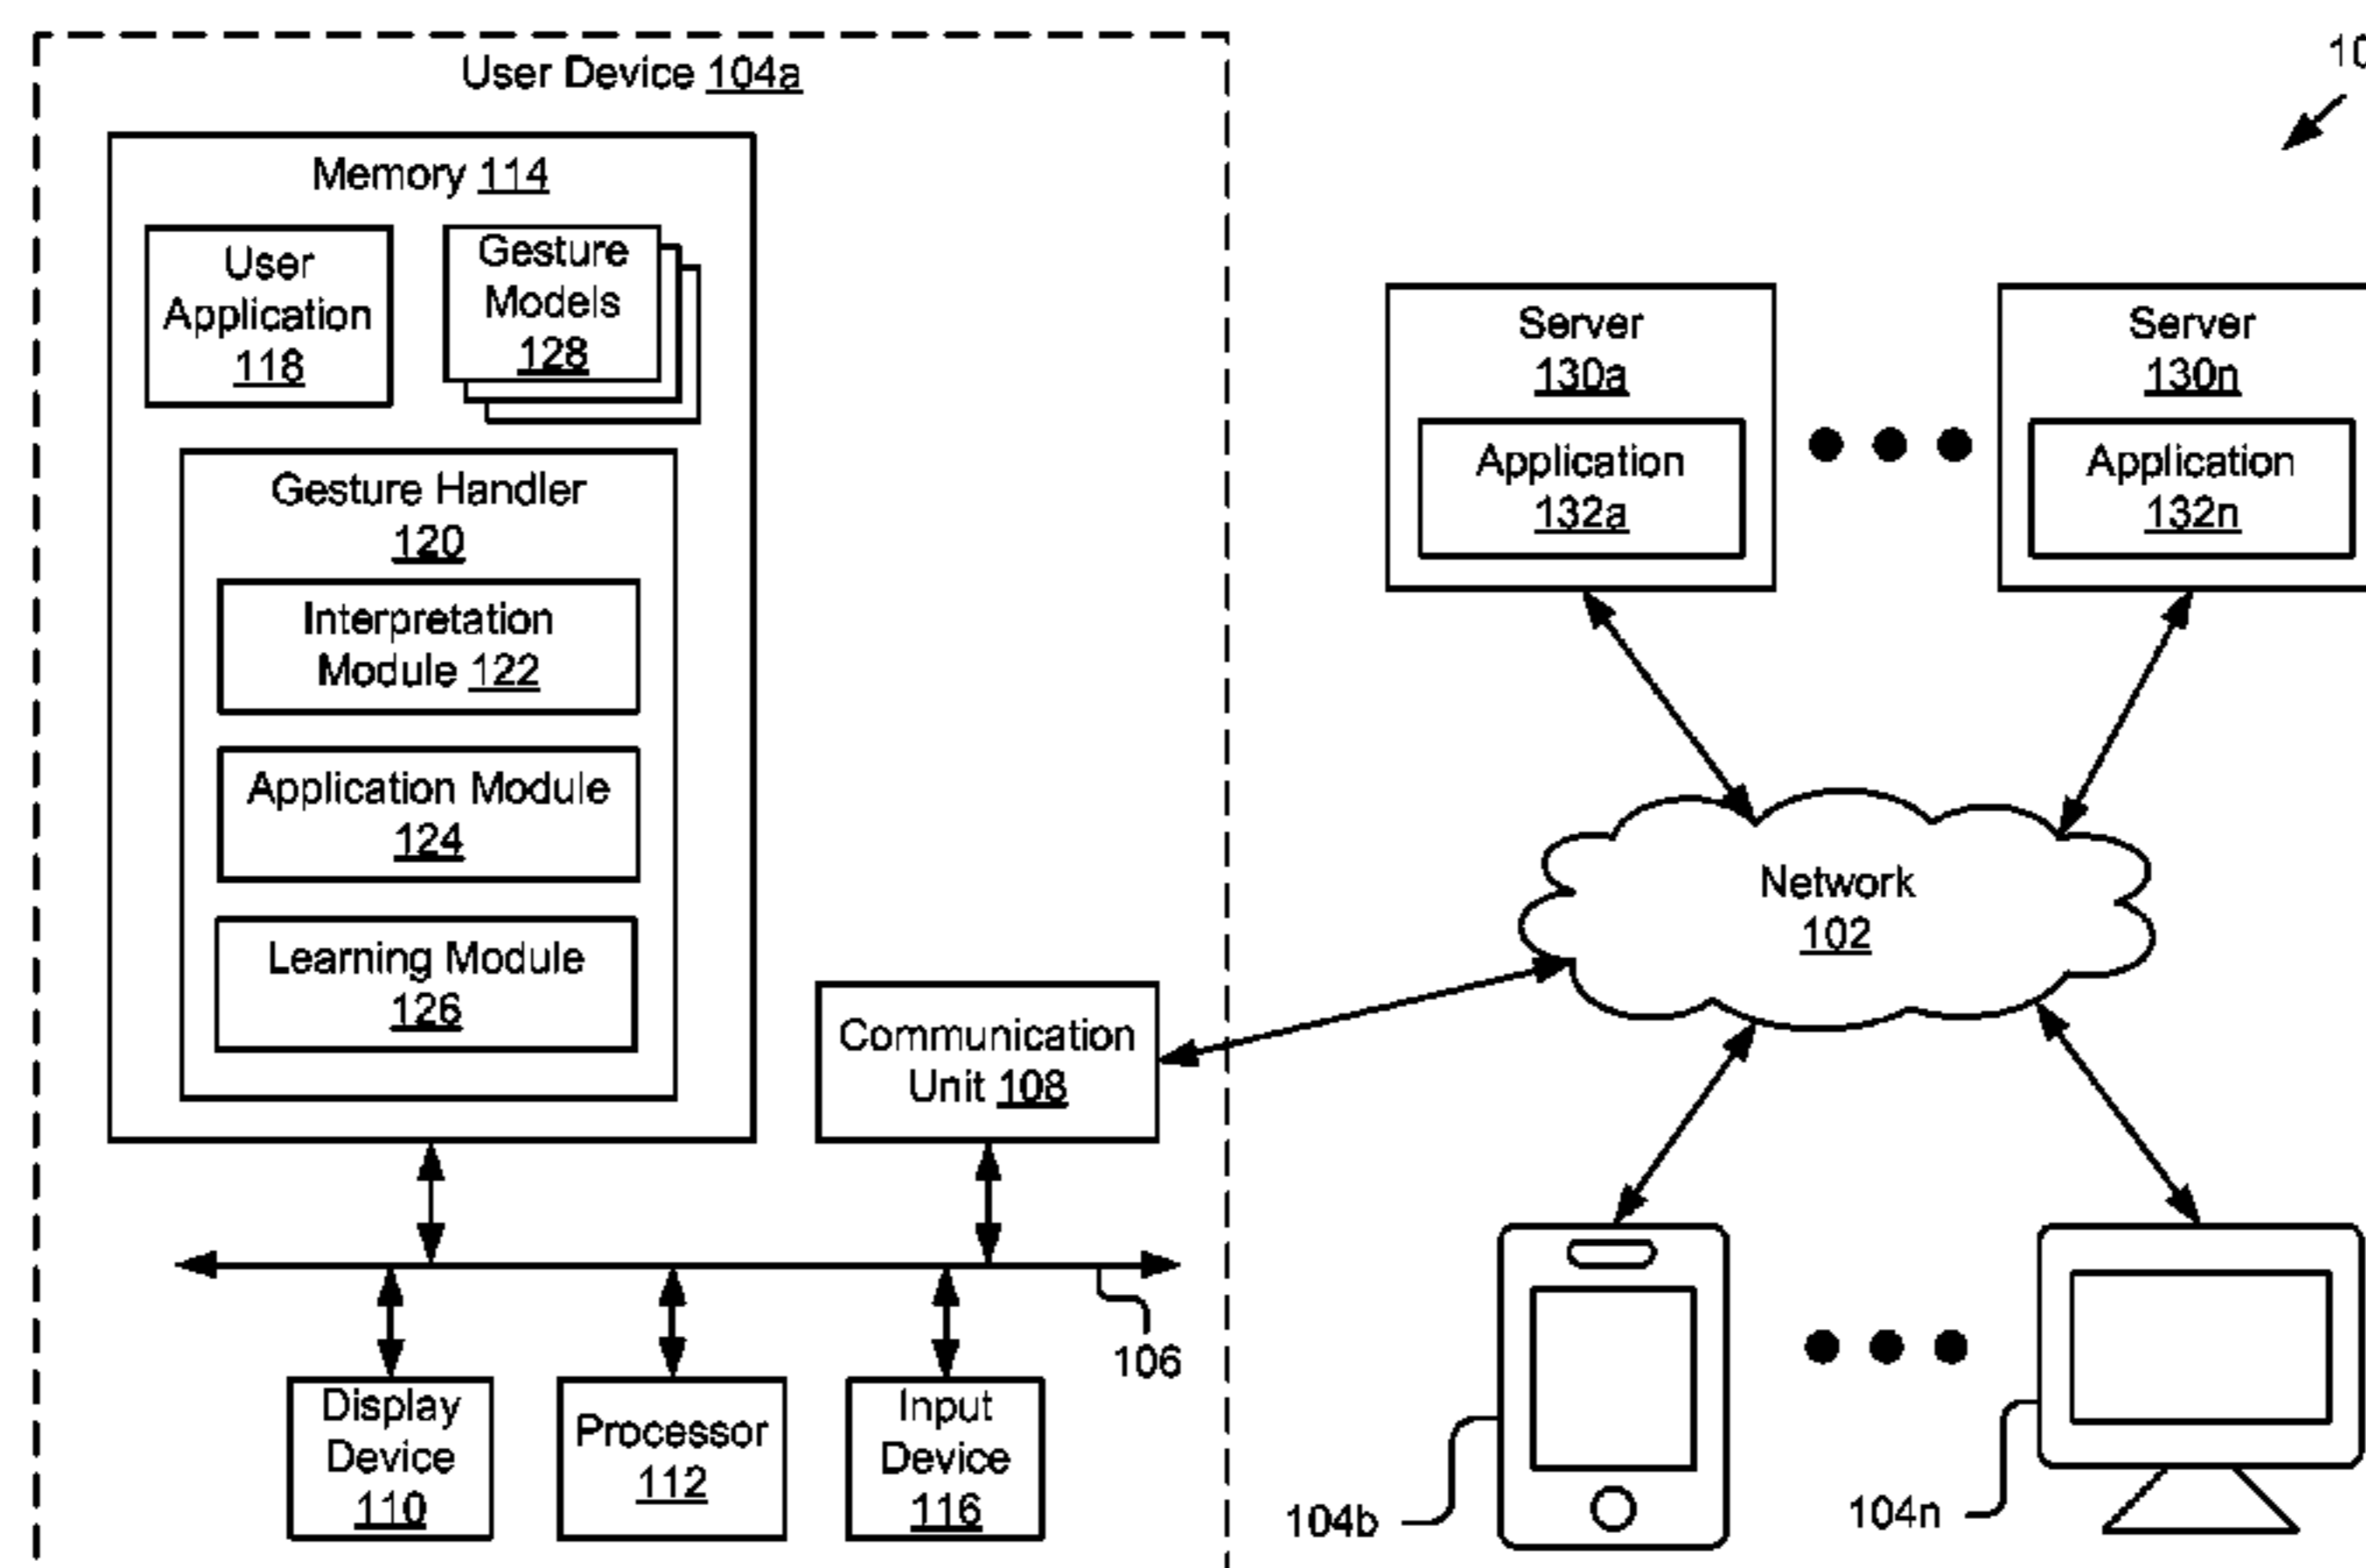 User Device 104a
Memory 114
User
Application
118
Gesture
Models
128
Gesture Handler
120
Interpretation
Module 122
Application Module
124
Learning Module
126
Communication
Unit 108
106
Display
Device
110
Processor
112
Input
Device
116
Server
130a
Application
132a
Server
130n
Application
132n
Network
102
104b
104n